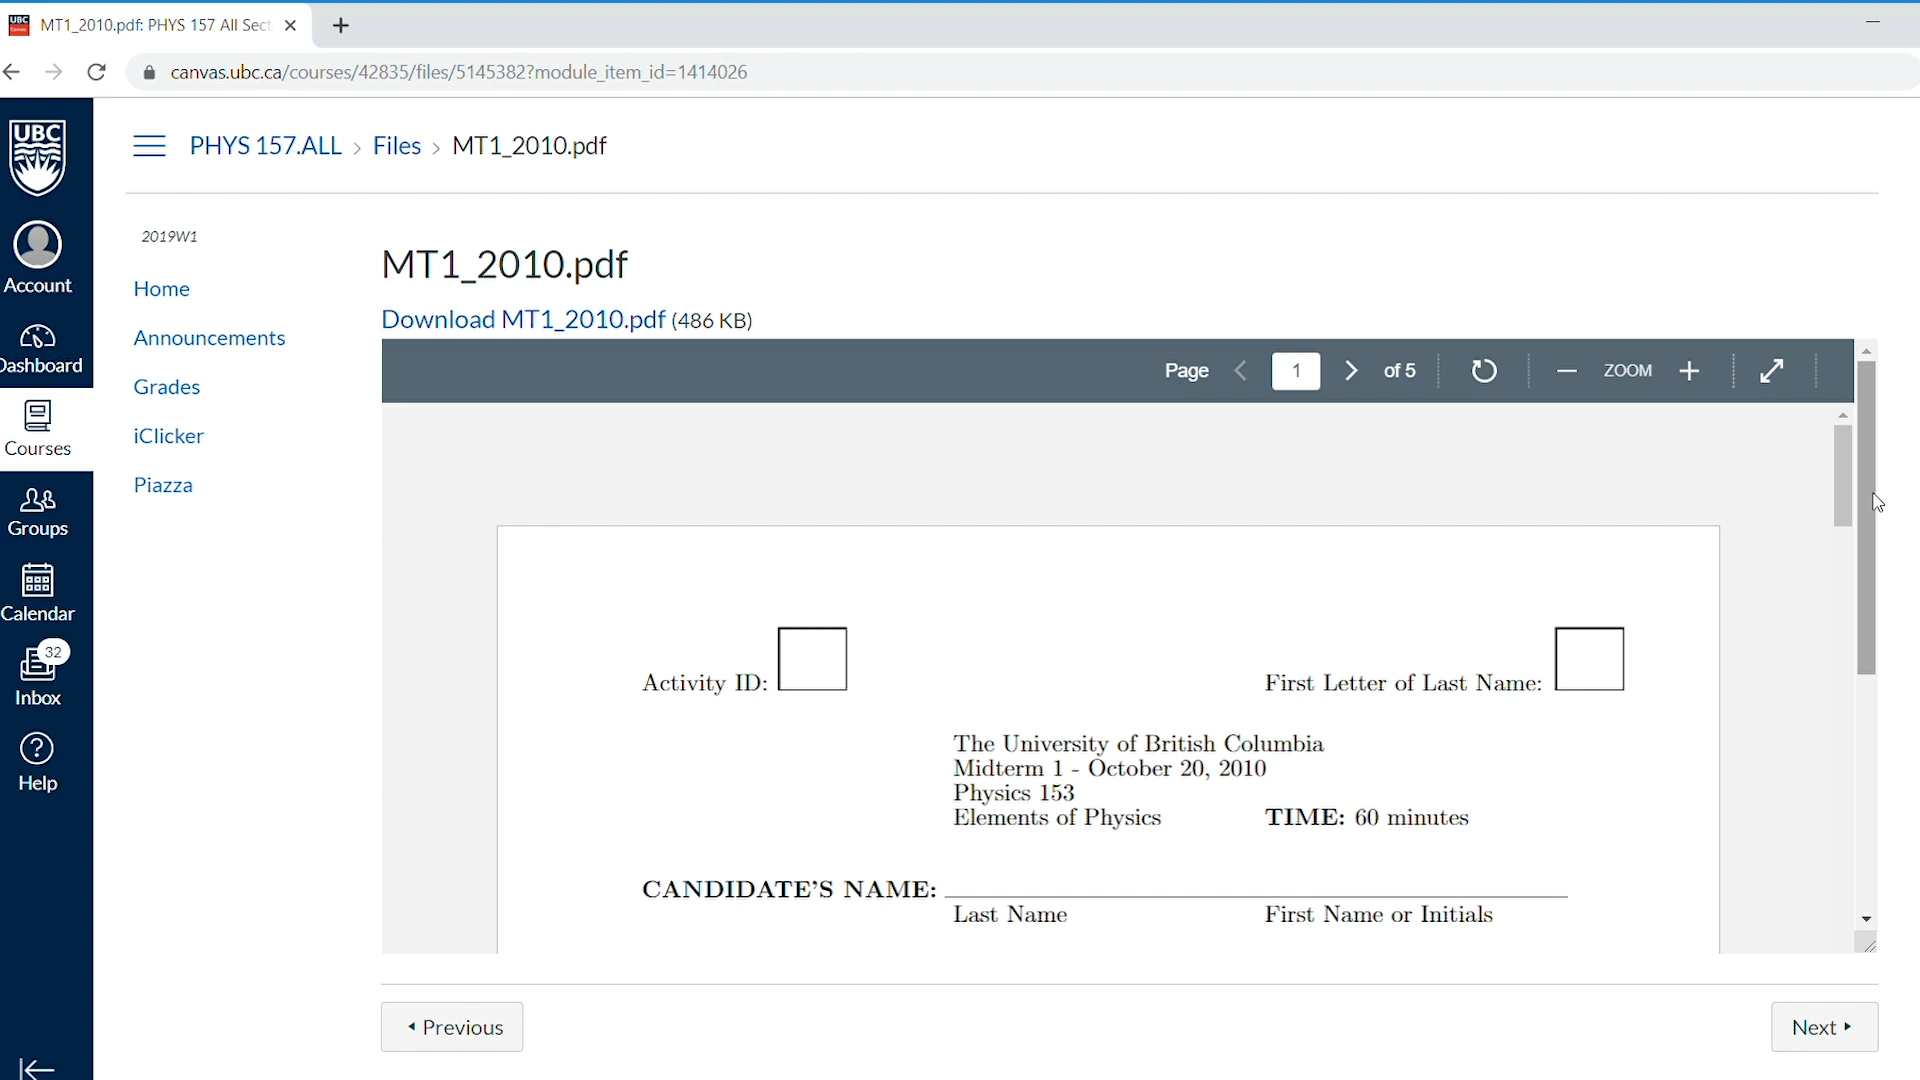 UBC
Canvas
MT1_2010.pdf: PHYS 157 All Sect
canvas.ubc.ca/courses/42835/files/5145382?module_item_id=1414026
UBC
PHYS 157.ALL > Files > MT1_2010.pdf
2019W1
Account
Dashboard
Courses
Groups
Calendar
32
Inbox
Help
Home
Announcements
Grades
iClicker
Piazza
MT1_2010.pdf
Download MT1_2010.pdf (486 KB)
Page 1 of 5 ZOOM
Activity ID:
First Letter of Last Name:
The University of British Columbia
Midterm 1 - October 20, 2010
Physics 153
Elements of Physics TIME: 60 minutes
CANDIDATE'S NAME:
Last Name First Name or Initials
Previous
Next